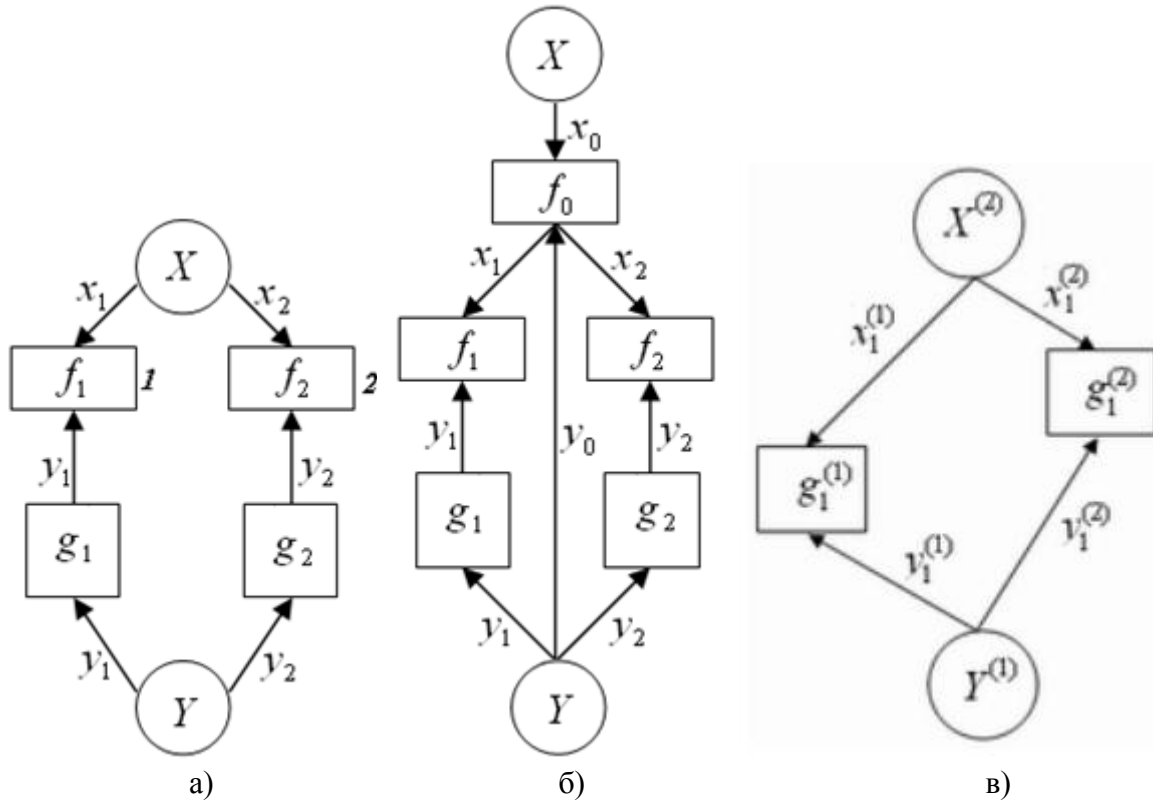 X
x₁ x₂
f₁ 1 f₂ 2
y₁ y₂
g₁ g₂
y₁ y₂
Y
а)
X
x₀
f₀
x₁ x₂
f₁ f₂
y₁ y₀ y₂
g₁ g₂
y₁ y₂
Y
б)
X⁽²⁾
x₁⁽¹⁾ x₁⁽²⁾
g₁⁽²⁾
g₁⁽¹⁾
y₁⁽¹⁾ y₁⁽²⁾
Y⁽¹⁾
в)